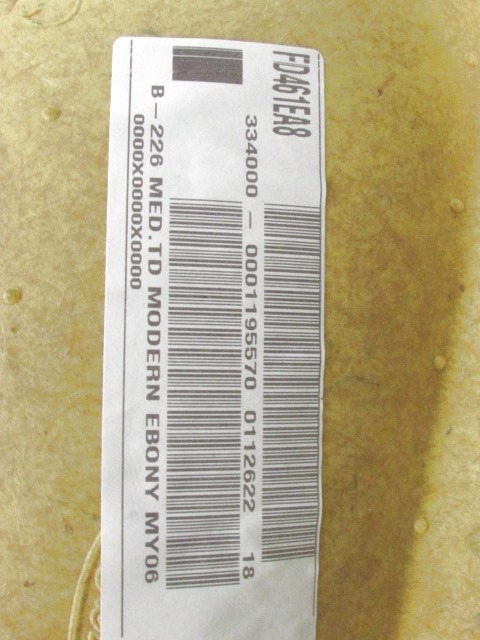 FD461EA8
334000 - 0001195570 0112622 18
B-226 MED.TD MODERN EBONY MY06
0000X0000X0000